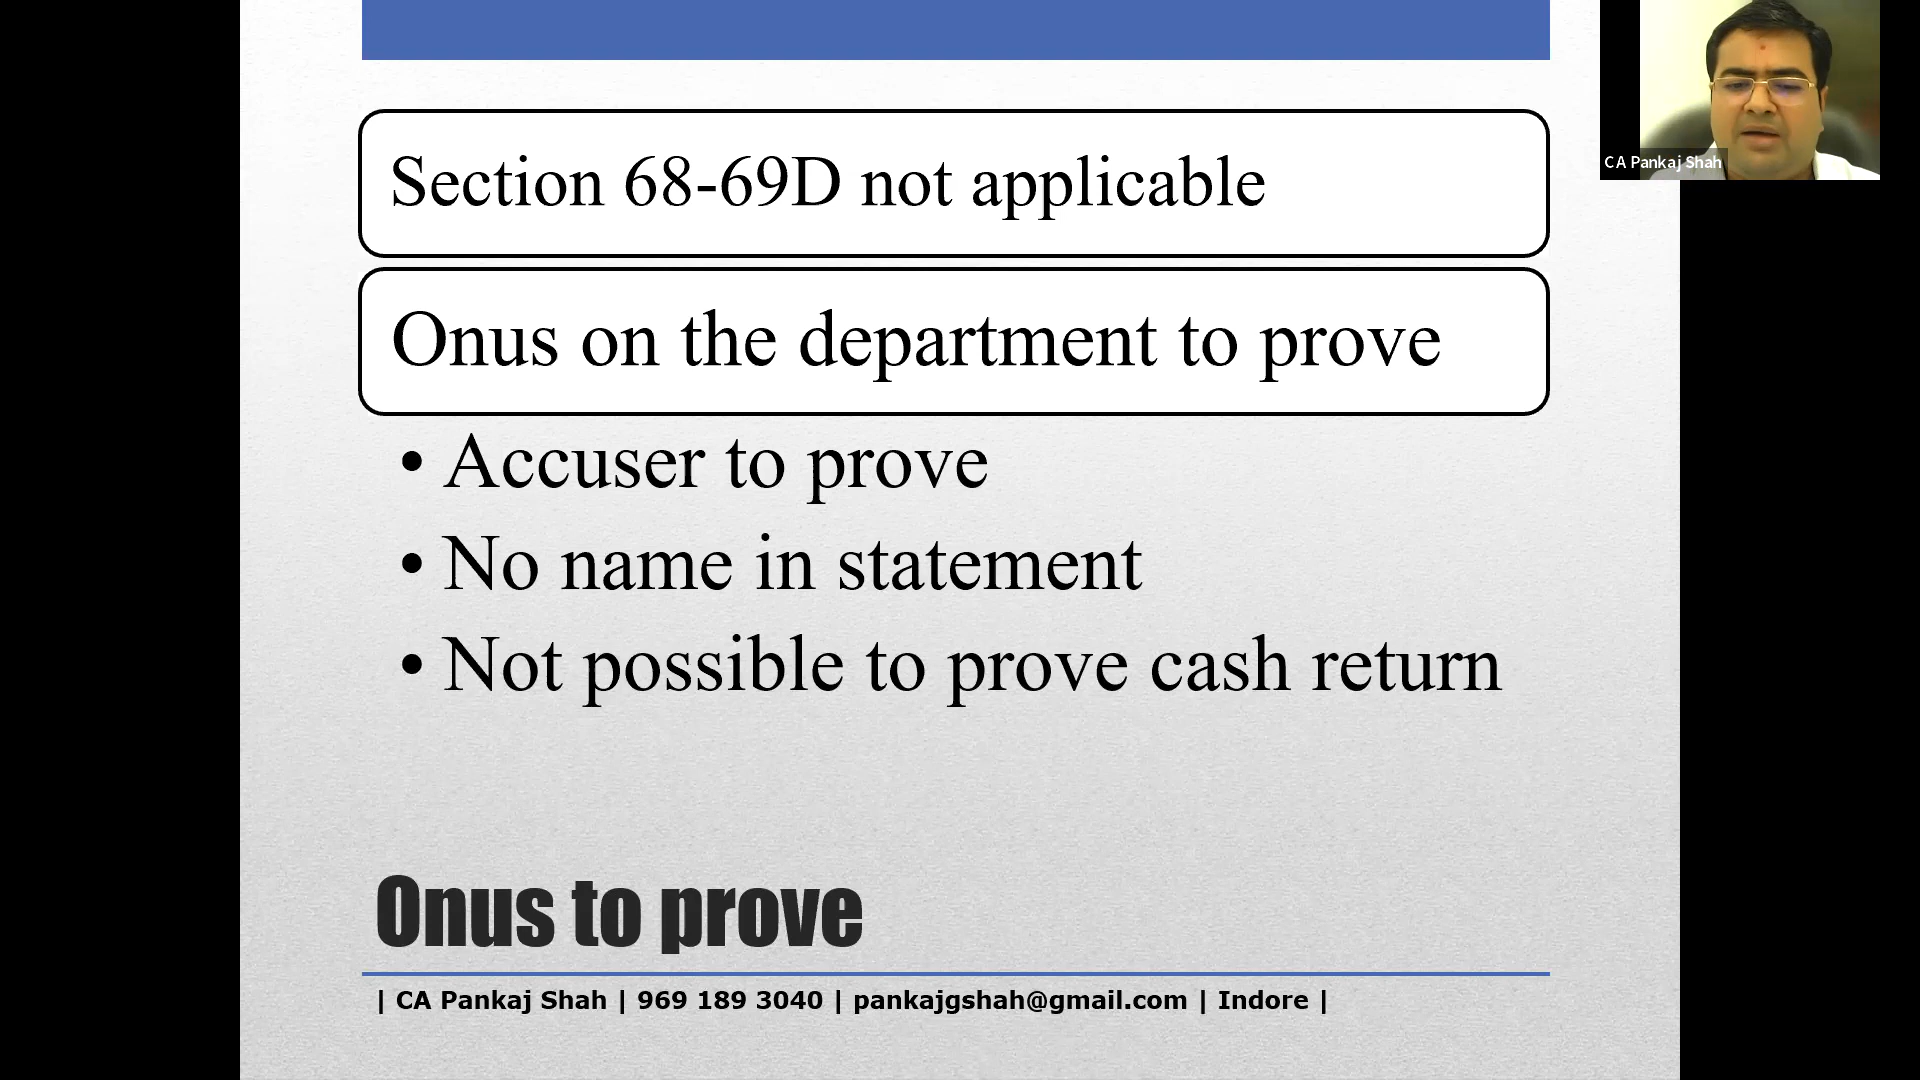 Section 68-69D not applicable
Onus on the department to prove
• Accuser to prove
• No name in statement
• Not possible to prove cash return
Onus to prove
| CA Pankaj Shah | 969 189 3040 | pankajgshah@gmail.com | Indore |
CA Pankaj Shah